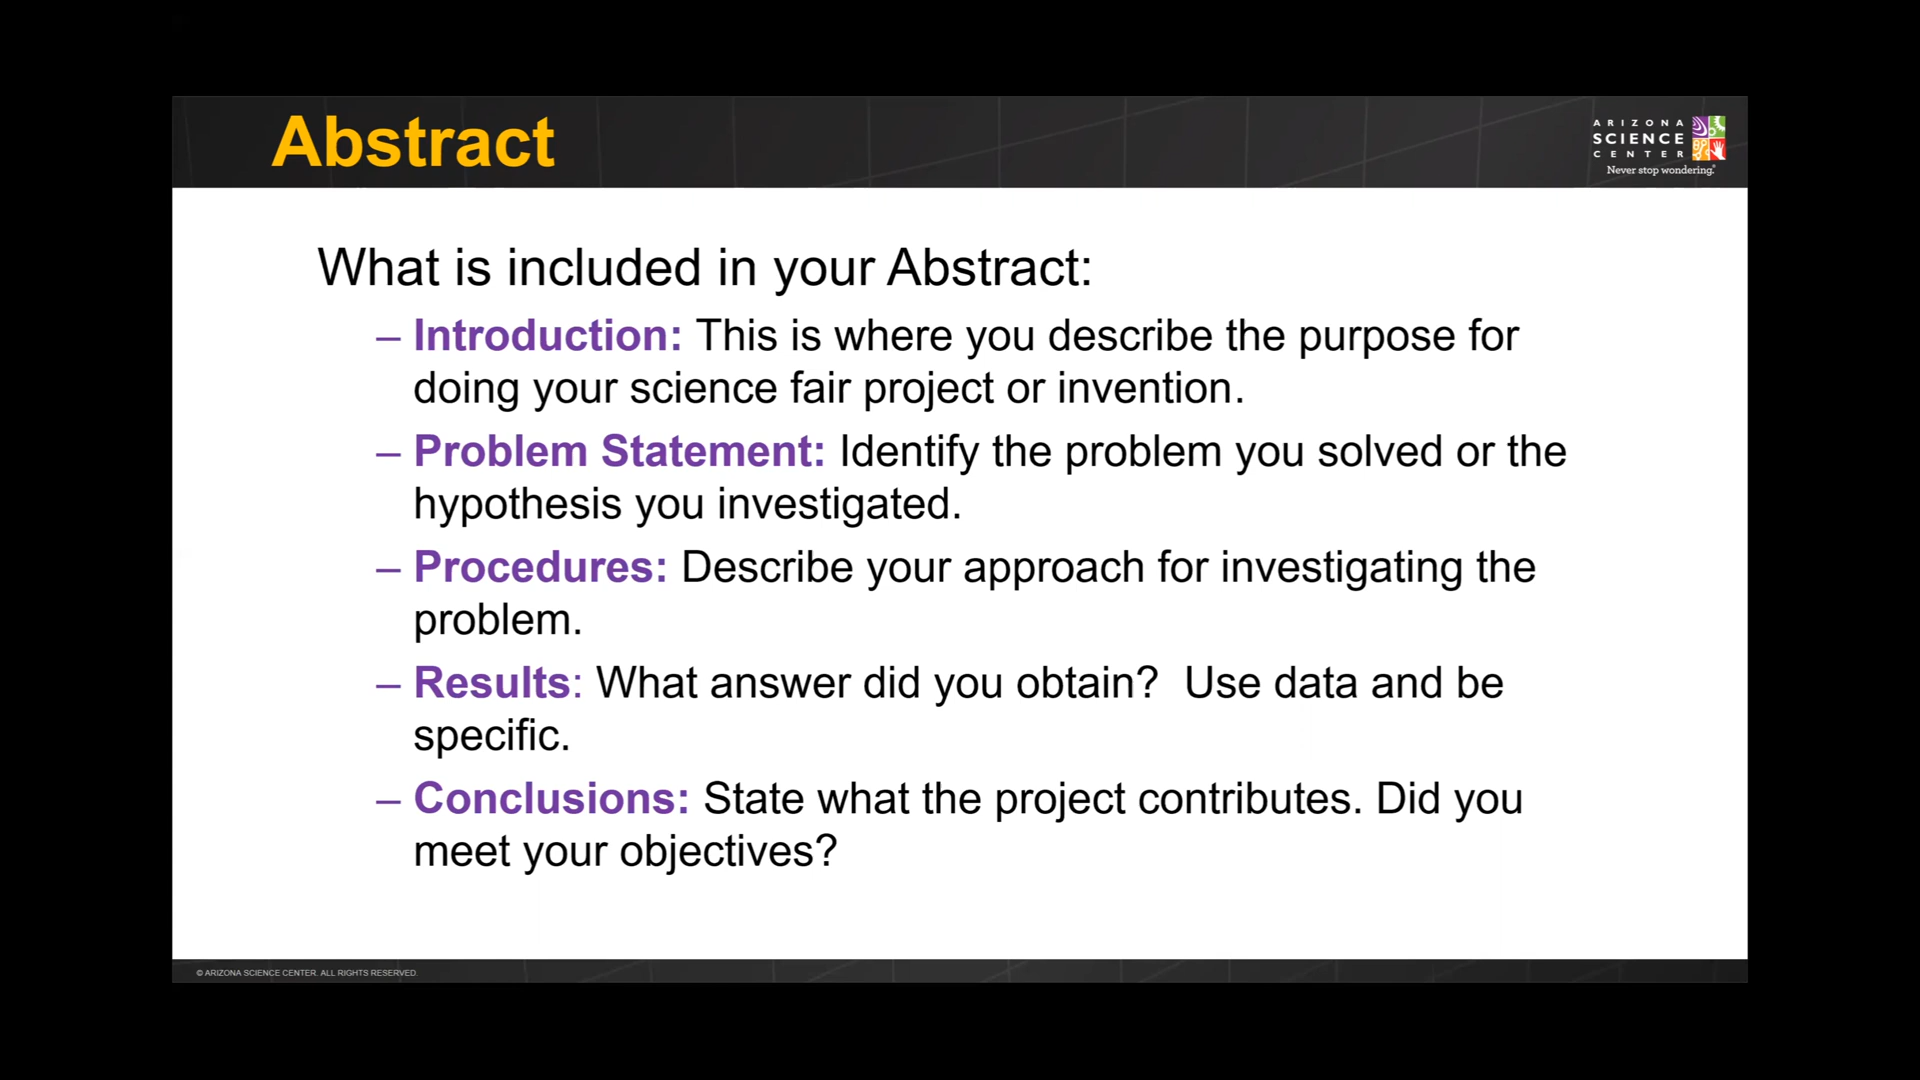 Abstract
ARIZONA
SCIENCE
CENTER
Never stop wondering.®
What is included in your Abstract:
– Introduction: This is where you describe the purpose for
doing your science fair project or invention.
– Problem Statement: Identify the problem you solved or the
hypothesis you investigated.
– Procedures: Describe your approach for investigating the
problem.
– Results: What answer did you obtain?  Use data and be
specific.
– Conclusions: State what the project contributes. Did you
meet your objectives?
© ARIZONA SCIENCE CENTER. ALL RIGHTS RESERVED.